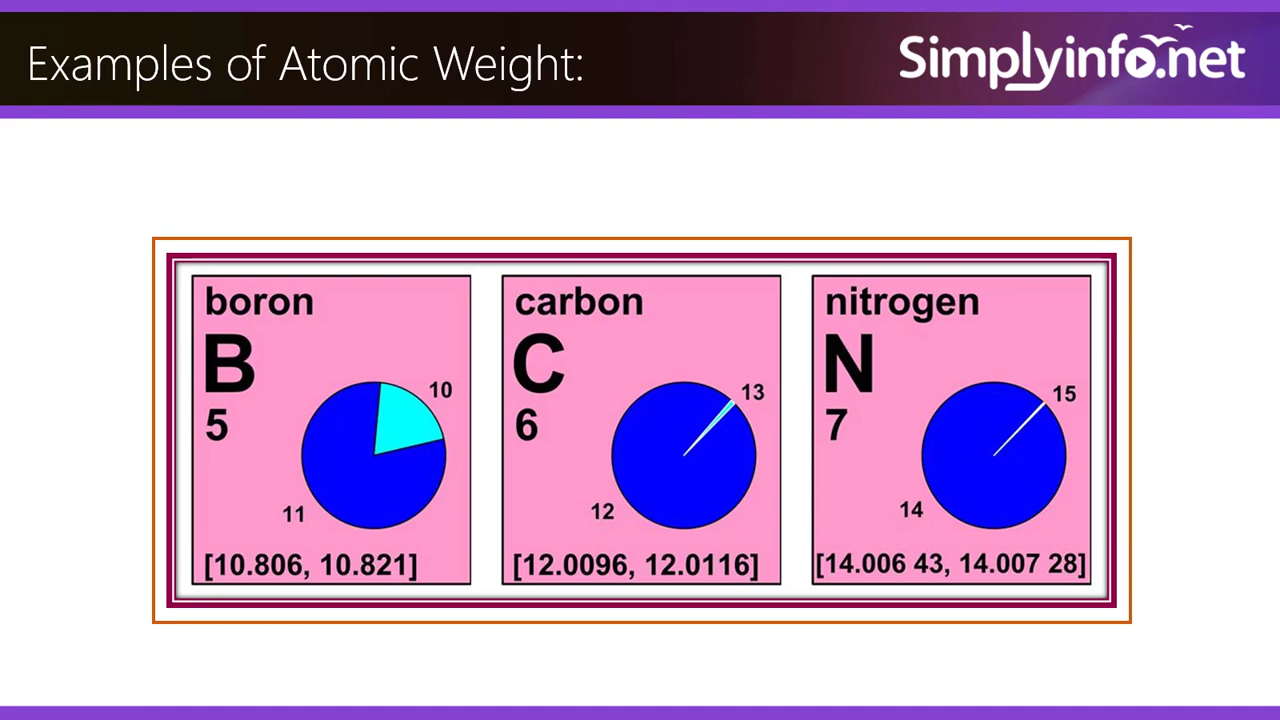 Examples of Atomic Weight:
Simplyinfo.net
boron
B
5
10
11
[10.806, 10.821]
carbon
C
6
13
12
[12.0096, 12.0116]
nitrogen
N
7
15
14
[14.006 43, 14.007 28]